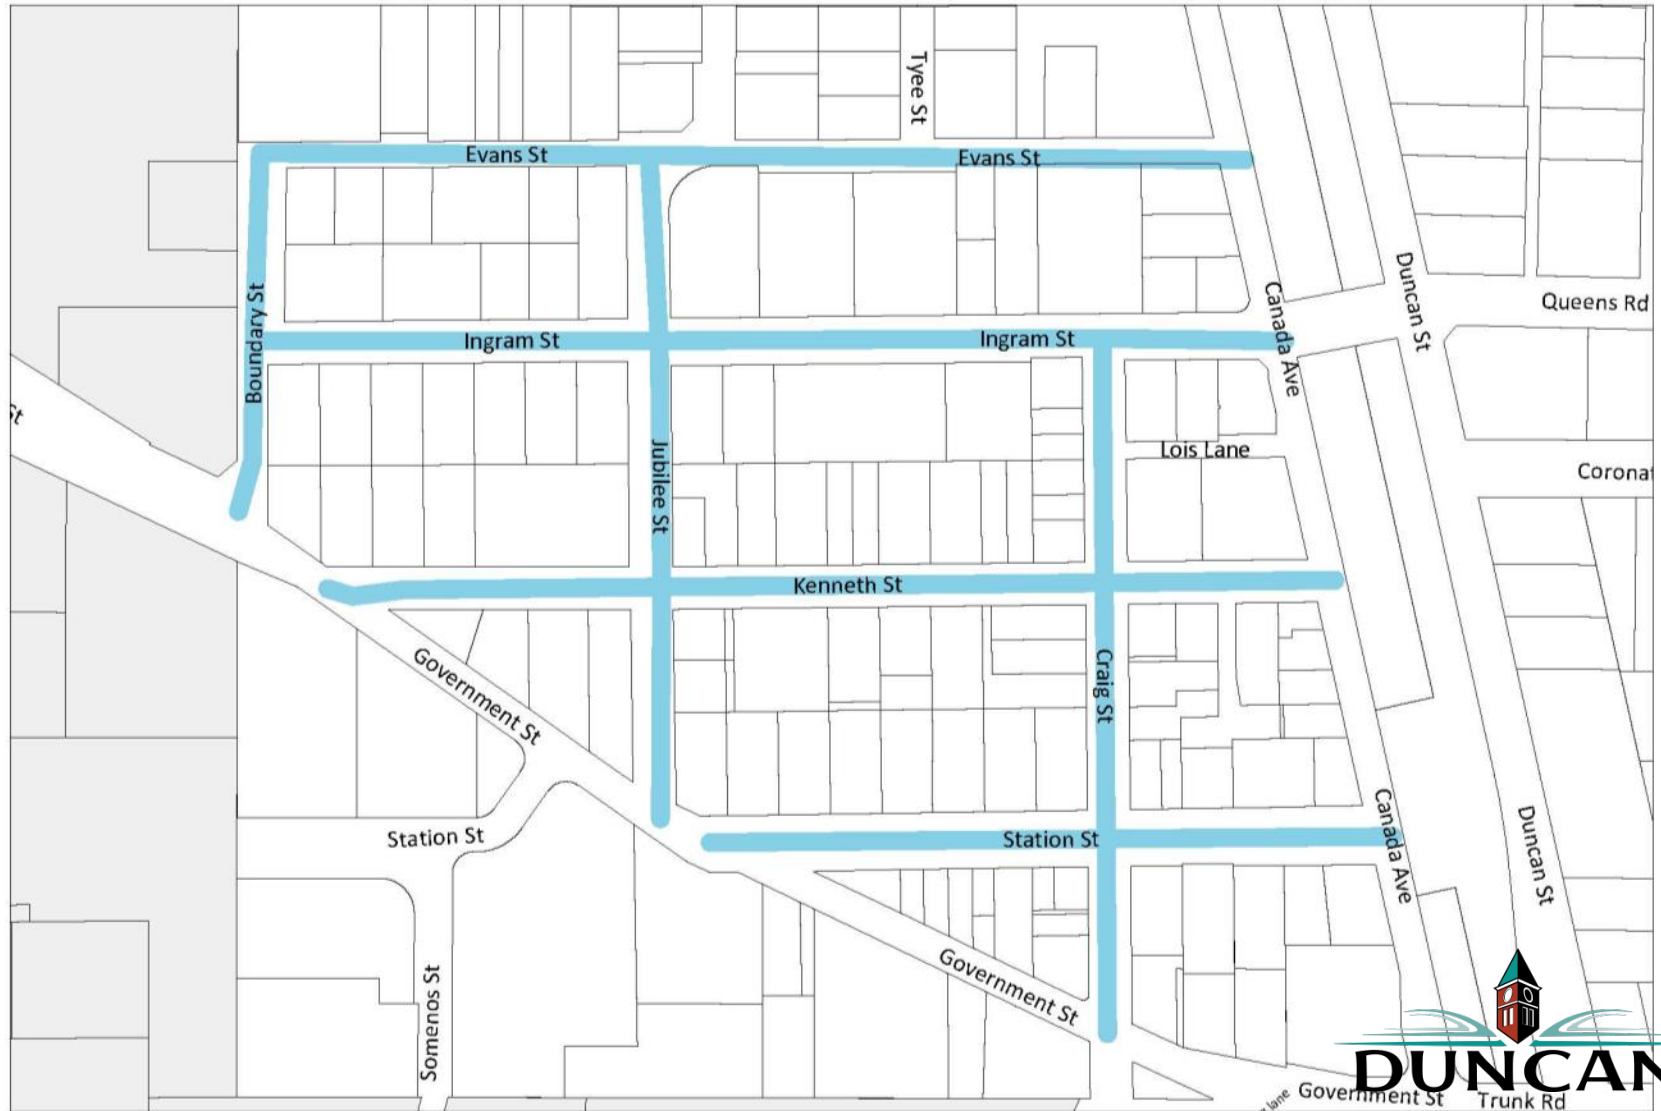 Tyee St
Evans St
Evans St
Boundary St
Duncan St
Canada Ave
Queens Rd
Ingram St
Ingram St
St
Jubilee St
Lois Lane
Kenneth St
Government St
Craig St
Station St
Station St
Canada Ave
Duncan St
Somenos St
Government St
DUNCAN
Government St
Trunk Rd